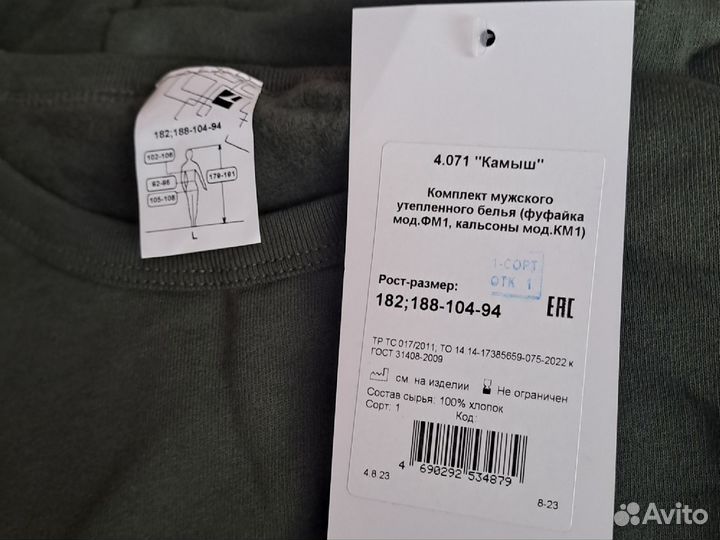 182;188-104-94
102-106
92-96
105-108
179-191
L
4.071 "Камыш"
Комплект мужского
утепленного белья (фуфайка
мод.ФМ1, кальсоны мод.КМ1)
1-СОРТ
ОТК 1
Рост-размер:
182;188-104-94
ЕАС
ТР ТС 017/2011, ТО 14.14-17385659-075-2022 к
ГОСТ 31408-2009
см. на изделии
Не ограничен
Состав сырья: 100% хлопок
Сорт: 1
Код:
4 690292 534879
4.8.23
8-23
Avito